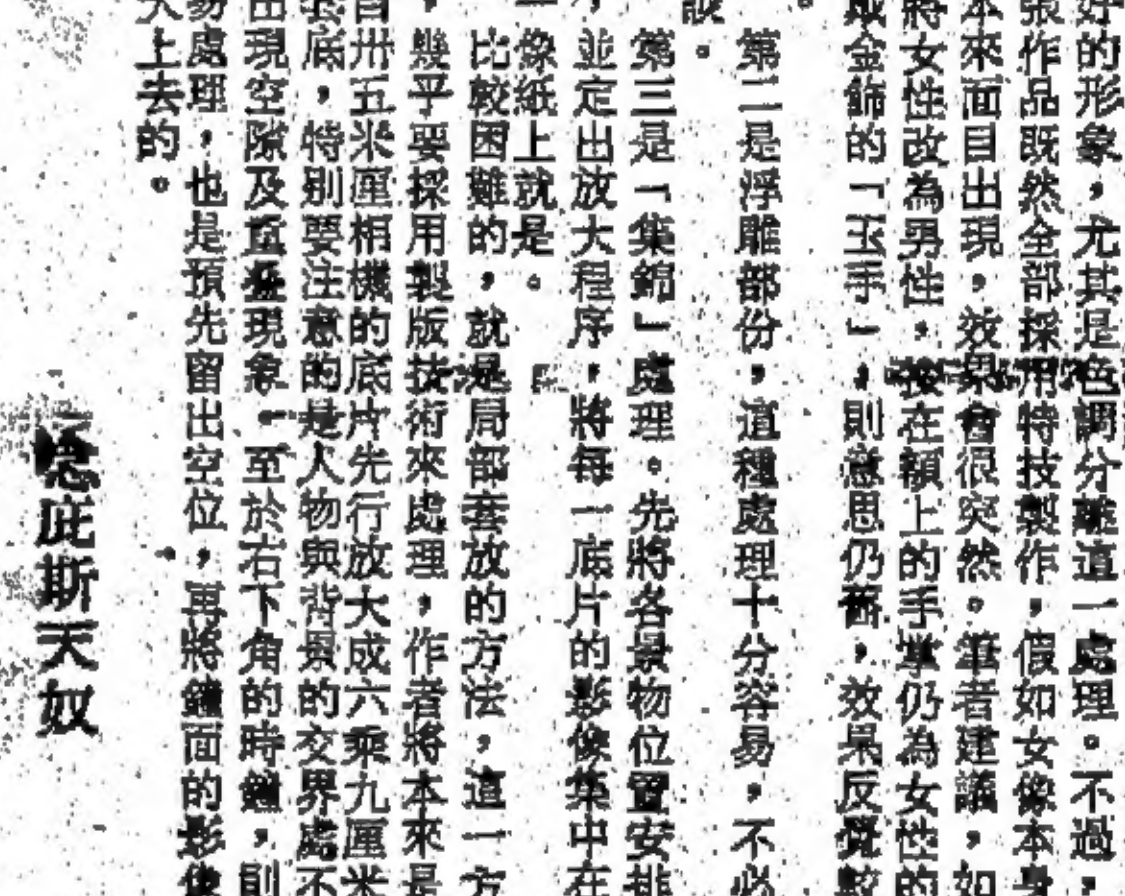 好的形象，尤其是色調分離這一處理。不過，
張作品既然全部採用特技製作，假如女像本身
本來面目出現，效果會很突然。筆者建議，如
將女性改為男性，按在額上的手掌仍為女性的
戴金飾的「玉手」，則意思仍舊，效果反覺較
。
第二是浮雕部份，這種處理十分容易，不必
設。
第三是「集錦」處理。先將各景物位置安排
，並定出放大程序，將每一底片的影像集中在
一像紙上就是。
比較困難的，就是局部套放的方法，這一方
，幾乎要採用製版技術來處理，作者將本來是
自卅五米厘相機的底片先行放大成六乘九厘米
套底，特別要注意的是人物與背景的交界處不
出現空隙及重疊現象。至於右下角的時鐘，則
易處理，也是預先留出空位，再將鐘面的影像
大上去的。
庇斯天奴